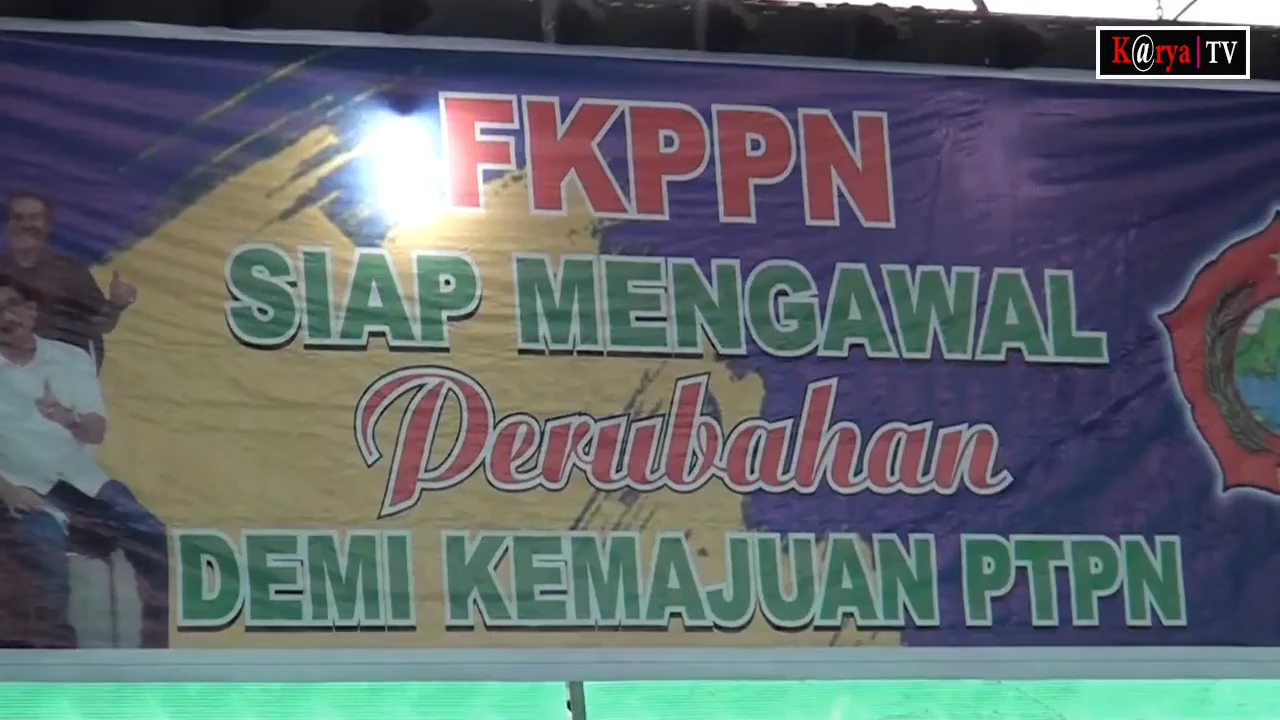 K@rya|TV
FKPPN
SIAP MENGAWAL
Perubahan
DEMI KEMAJUAN PTPN